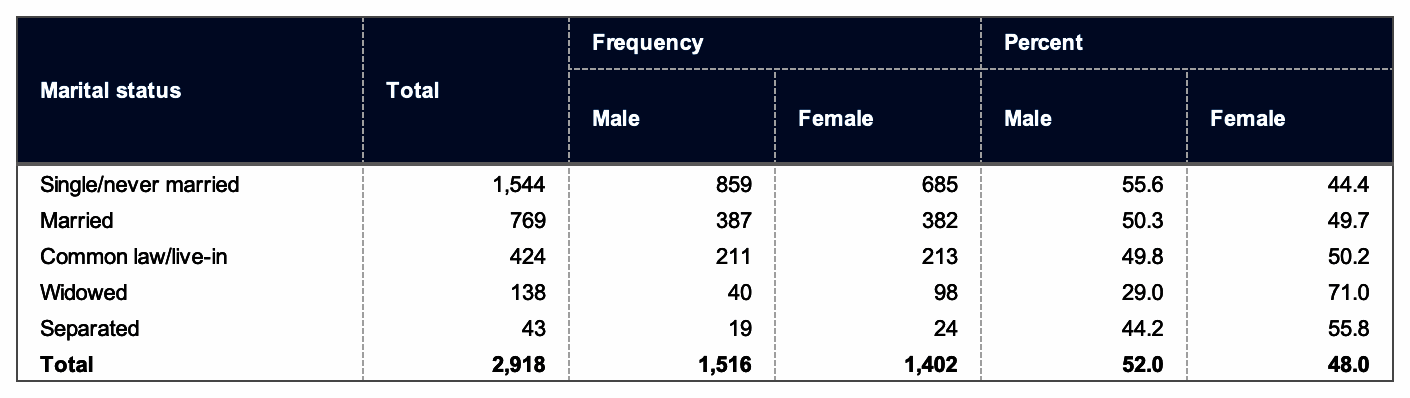 Frequency Percent
Marital status Total
Male Female Male Female
Single/never married 1,544 859 685 55.6 44.4
Married 769 387 382 50.3 49.7
Common law/live-in 424 211 213 49.8 50.2
Widowed 138 40 98 29.0 71.0
Separated 43 19 24 44.2 55.8
Total 2,918 1,516 1,402 52.0 48.0